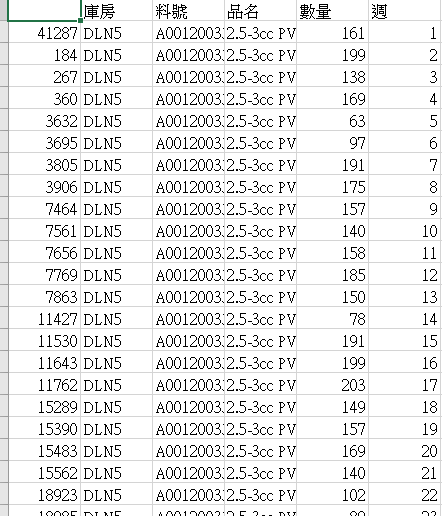 庫房 料號 品名 數量 週
41287 DLN5 A0012003 2.5-3cc PV 161 1
184 DLN5 A0012003 2.5-3cc PV 199 2
267 DLN5 A0012003 2.5-3cc PV 138 3
360 DLN5 A0012003 2.5-3cc PV 169 4
3632 DLN5 A0012003 2.5-3cc PV 63 5
3695 DLN5 A0012003 2.5-3cc PV 97 6
3805 DLN5 A0012003 2.5-3cc PV 191 7
3906 DLN5 A0012003 2.5-3cc PV 175 8
7464 DLN5 A0012003 2.5-3cc PV 157 9
7561 DLN5 A0012003 2.5-3cc PV 140 10
7656 DLN5 A0012003 2.5-3cc PV 158 11
7769 DLN5 A0012003 2.5-3cc PV 185 12
7863 DLN5 A0012003 2.5-3cc PV 150 13
11427 DLN5 A0012003 2.5-3cc PV 78 14
11530 DLN5 A0012003 2.5-3cc PV 191 15
11643 DLN5 A0012003 2.5-3cc PV 199 16
11762 DLN5 A0012003 2.5-3cc PV 203 17
15289 DLN5 A0012003 2.5-3cc PV 149 18
15390 DLN5 A0012003 2.5-3cc PV 157 19
15483 DLN5 A0012003 2.5-3cc PV 169 20
15562 DLN5 A0012003 2.5-3cc PV 140 21
18923 DLN5 A0012003 2.5-3cc PV 102 22